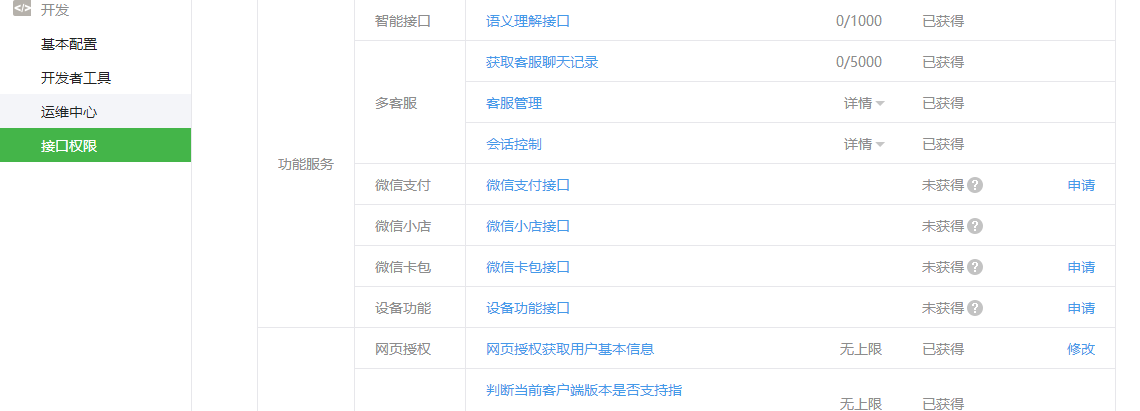 开发
基本配置
开发者工具
运维中心
接口权限
智能接口 语义理解接口 0/1000 已获得
获取客服聊天记录 0/5000 已获得
多客服 客服管理 详情 已获得
会话控制 详情 已获得
功能服务
微信支付 微信支付接口 未获得 ? 申请
微信小店 微信小店接口 未获得 ?
微信卡包 微信卡包接口 未获得 ? 申请
设备功能 设备功能接口 未获得 ? 申请
网页授权 网页授权获取用户基本信息 无上限 已获得 修改
判断当前客户端版本是否支持指
无上限 已获得